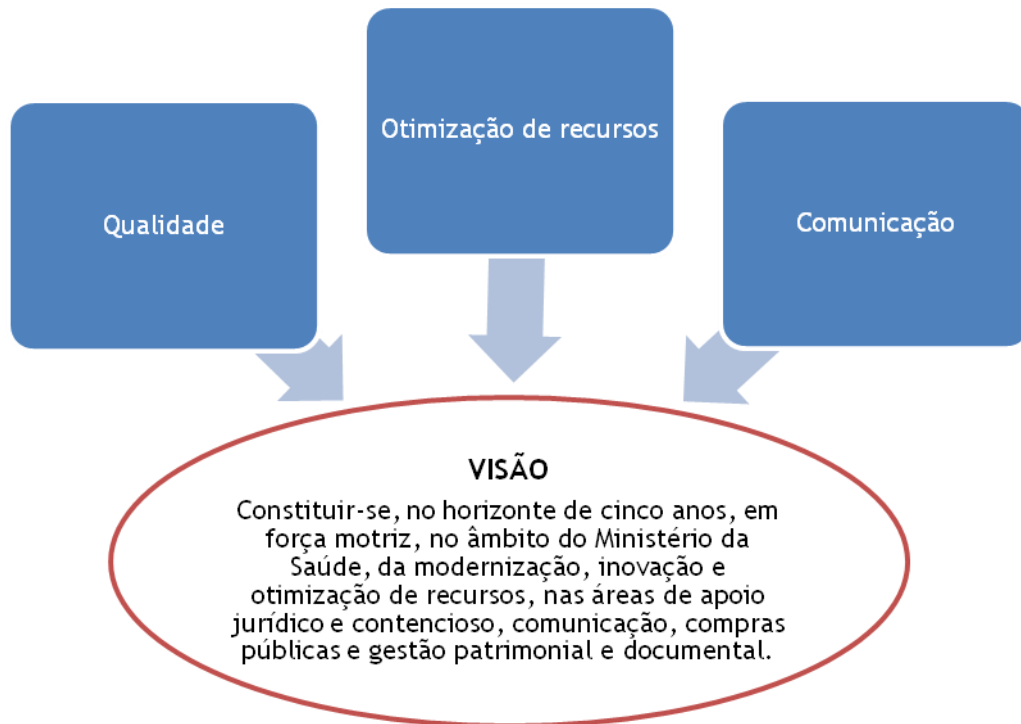 Otimização de recursos
Qualidade
Comunicação
VISÃO
Constituir-se, no horizonte de cinco anos, em
força motriz, no âmbito do Ministério da
Saúde, da modernização, inovação e
otimização de recursos, nas áreas de apoio
jurídico e contencioso, comunicação, compras
públicas e gestão patrimonial e documental.